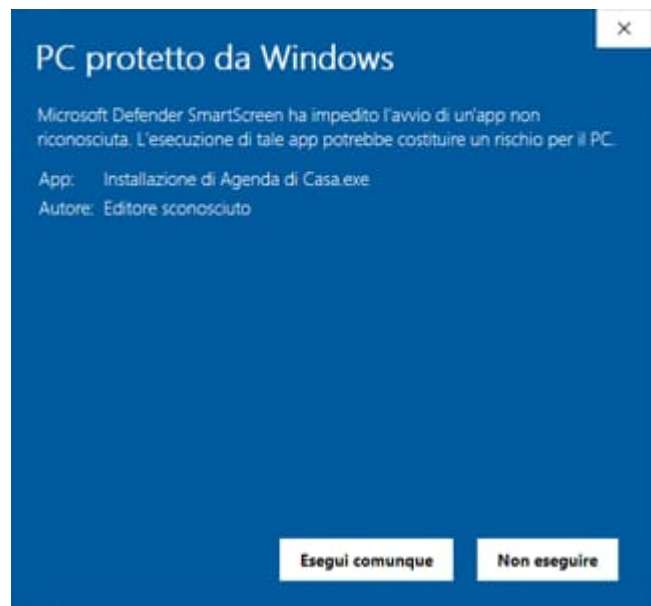 PC protetto da Windows
Microsoft Defender SmartScreen ha impedito l'avvio di un'app non
riconosciuta. L'esecuzione di tale app potrebbe costituire un rischio per il PC.
App: Installazione di Agenda di Casa.exe
Autore: Editore sconosciuto
Esegui comunque Non eseguire